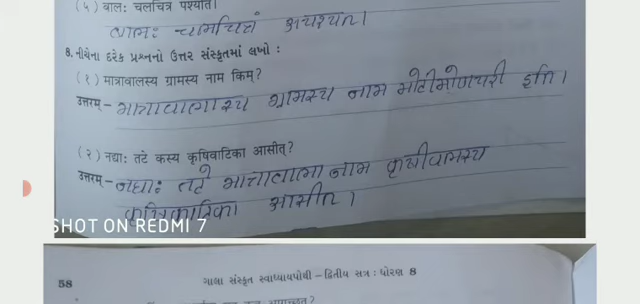 (५) बालः चलचित्रं पश्यति।
बालः चलचित्रं अपश्यत्।
8. નીચેના દરેક પ્રશ્નનો ઉત્તર સંસ્કૃતમાં લખો :
(१) मात्रावालस्य ग्रामस्य नाम किम्?
उत्तरम् – मात्रावालास्य ग्रामस्य नाम मोटीमोणपरी इति।
(२) नद्याः तटे कस्य कृषिवाटिका आसीत्?
उत्तरम् – नद्याः तटे मात्रावाला नाम कृषीवलस्य
कृषिवाटिका आसीत्।
SHOT ON REDMI 7
58 ગાલા સંસ્કૃત સ્વાધ્યાયપોથી – દ્વિતીય સત્ર : ધોરણ 8